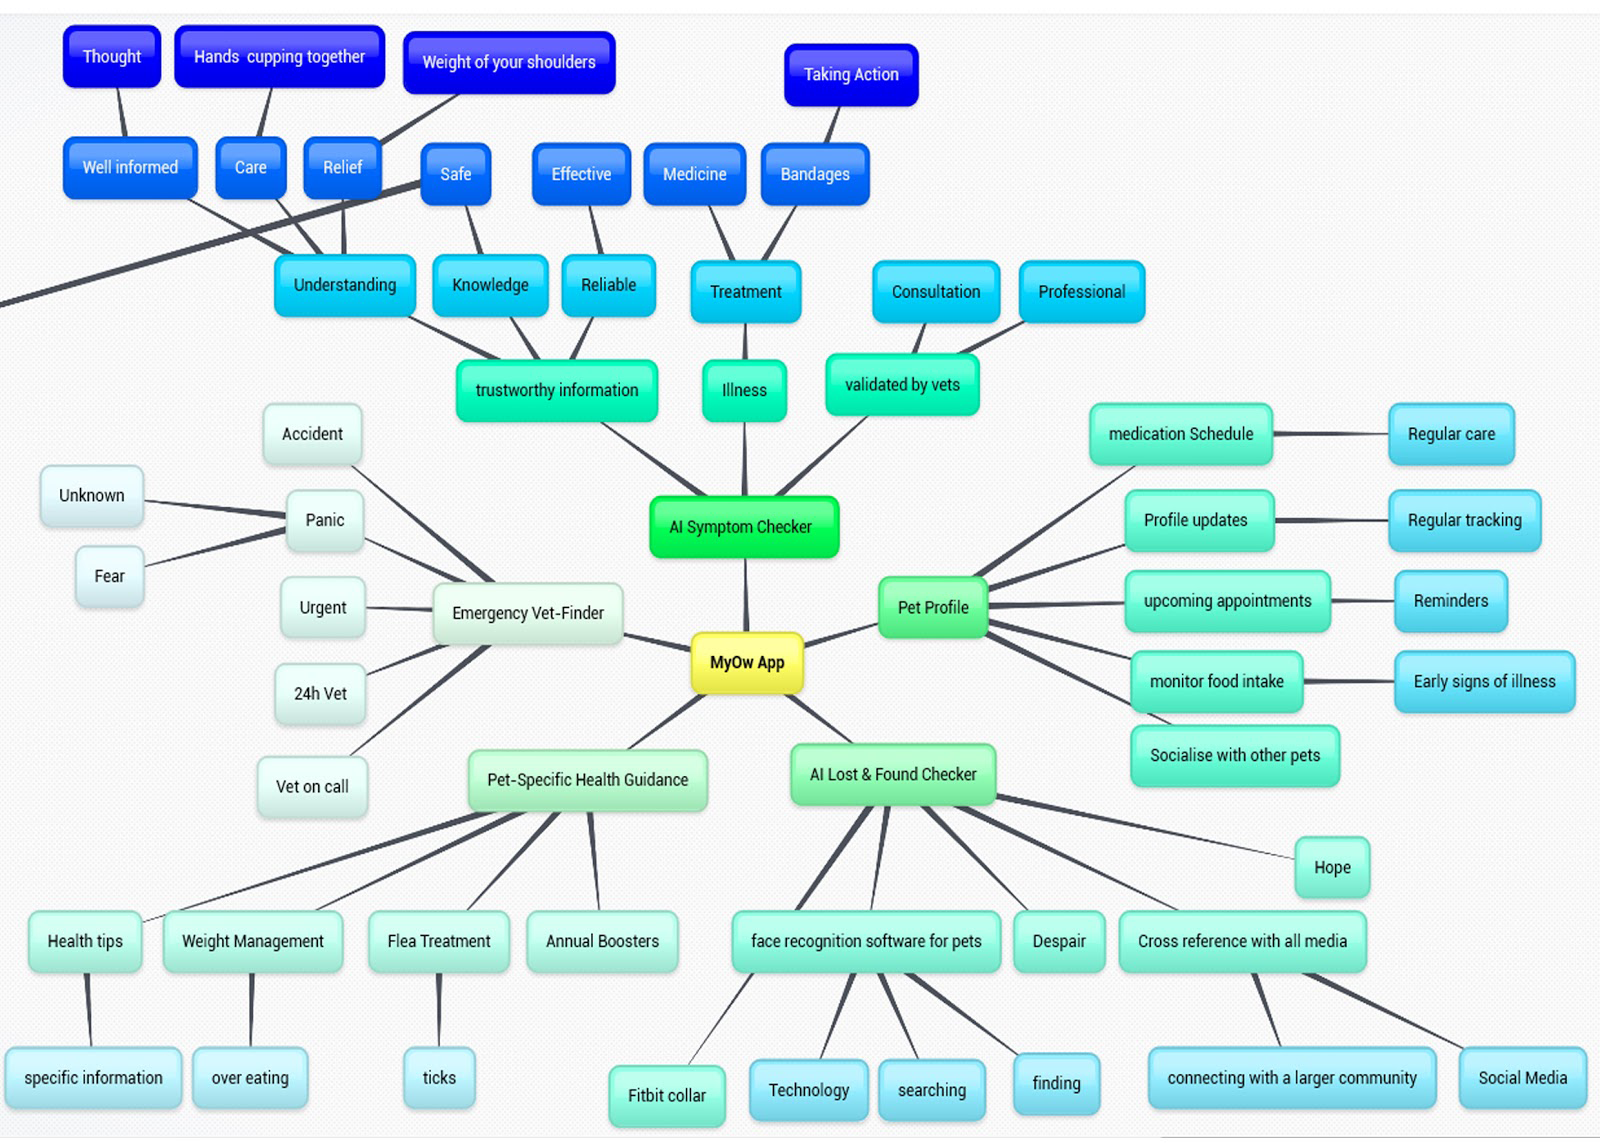 Thought
Hands cupping together
Weight of your shoulders
Taking Action
Well informed
Care
Relief
Safe
Effective
Medicine
Bandages
Understanding
Knowledge
Reliable
Treatment
Consultation
Professional
trustworthy information
Illness
validated by vets
Accident
medication Schedule
Regular care
Unknown
Panic
AI Symptom Checker
Profile updates
Regular tracking
Fear
Urgent
Emergency Vet-Finder
Pet Profile
upcoming appointments
Reminders
MyOw App
24h Vet
monitor food intake
Early signs of illness
Socialise with other pets
Vet on call
Pet-Specific Health Guidance
AI Lost & Found Checker
Hope
Health tips
Weight Management
Flea Treatment
Annual Boosters
face recognition software for pets
Despair
Cross reference with all media
specific information
over eating
ticks
Fitbit collar
Technology
searching
finding
connecting with a larger community
Social Media